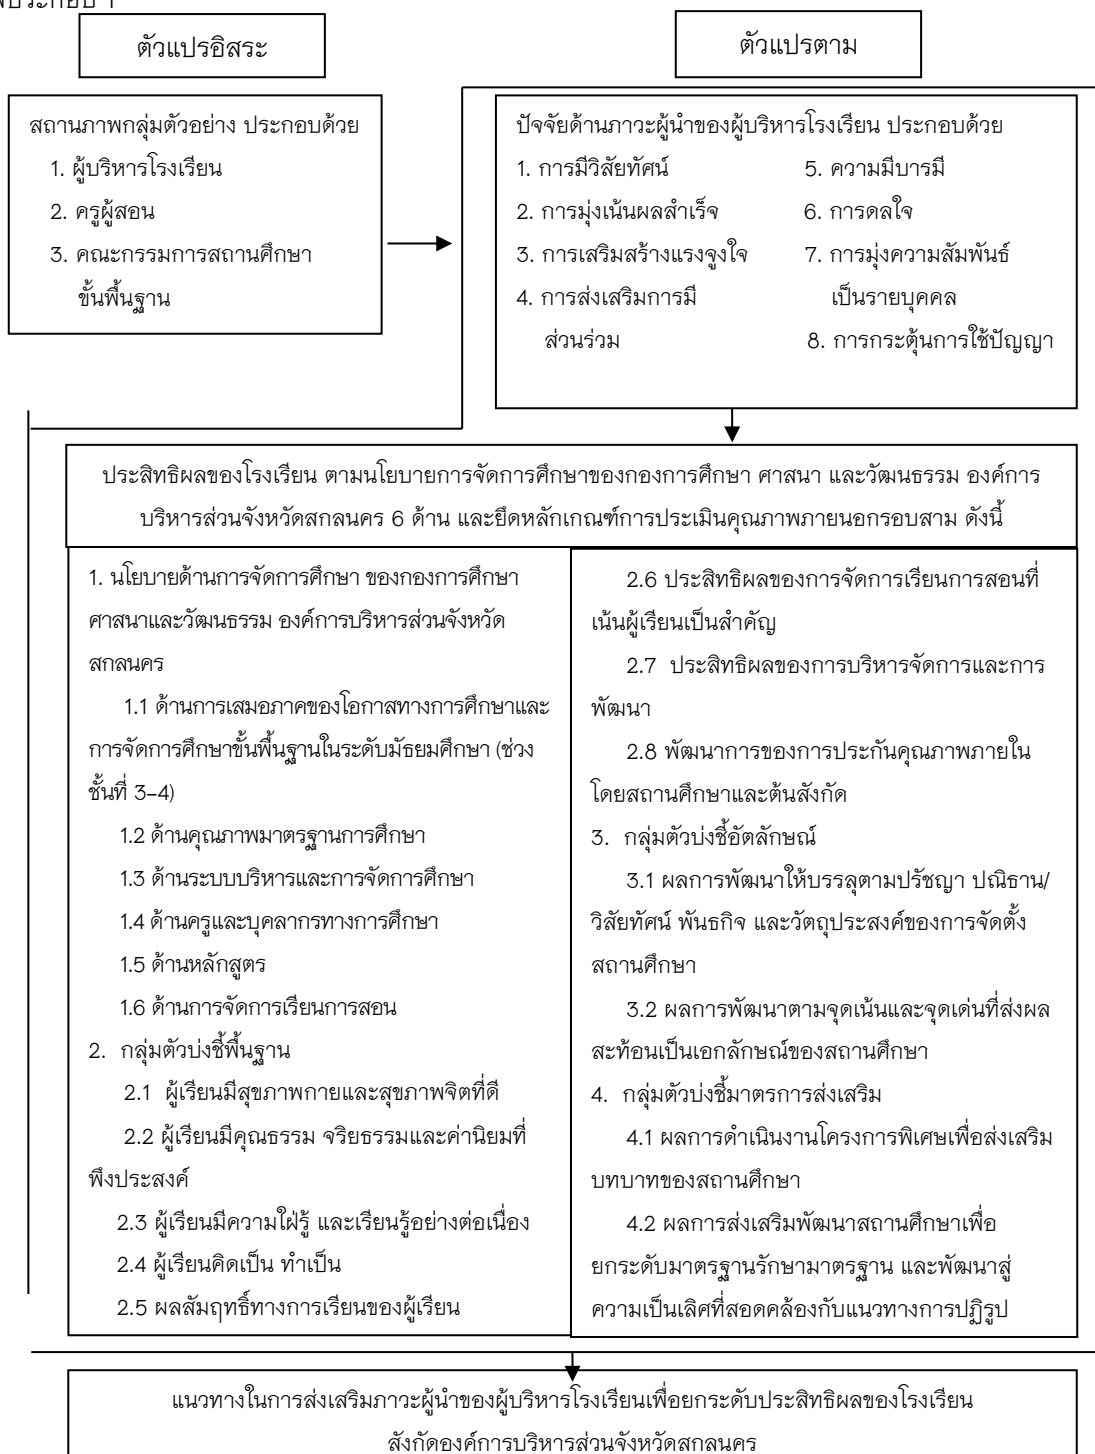 ตัวแปรอิสระ
ตัวแปรตาม
สถานภาพกลุ่มตัวอย่าง ประกอบด้วย
1. ผู้บริหารโรงเรียน
2. ครูผู้สอน
3. คณะกรรมการสถานศึกษา
ขั้นพื้นฐาน
ปัจจัยด้านภาวะผู้นำของผู้บริหารโรงเรียน ประกอบด้วย
1. การมีวิสัยทัศน์
2. การมุ่งเน้นผลสำเร็จ
3. การเสริมสร้างแรงจูงใจ
4. การส่งเสริมการมี
ส่วนร่วม
5. ความมีบารมี
6. การดลใจ
7. การมุ่งความสัมพันธ์
เป็นรายบุคคล
8. การกระตุ้นการใช้ปัญญา
ประสิทธิผลของโรงเรียน ตามนโยบายการจัดการศึกษาของกองการศึกษา ศาสนา และวัฒนธรรม องค์การ
บริหารส่วนจังหวัดสกลนคร 6 ด้าน และยึดหลักเกณฑ์การประเมินคุณภาพภายนอกรอบสาม ดังนี้
1. นโยบายด้านการจัดการศึกษา ของกองการศึกษา
ศาสนาและวัฒนธรรม องค์การบริหารส่วนจังหวัด
สกลนคร
1.1 ด้านการเสมอภาคของโอกาสทางการศึกษาและ
การจัดการศึกษาขั้นพื้นฐานในระดับมัธยมศึกษา (ช่วง
ชั้นที่ 3-4)
1.2 ด้านคุณภาพมาตรฐานการศึกษา
1.3 ด้านระบบบริหารและการจัดการศึกษา
1.4 ด้านครูและบุคลากรทางการศึกษา
1.5 ด้านหลักสูตร
1.6 ด้านการจัดการเรียนการสอน
2. กลุ่มตัวบ่งชี้พื้นฐาน
2.1 ผู้เรียนมีสุขภาพกายและสุขภาพจิตที่ดี
2.2 ผู้เรียนมีคุณธรรม จริยธรรมและค่านิยมที่
พึงประสงค์
2.3 ผู้เรียนมีความใฝ่รู้ และเรียนรู้อย่างต่อเนื่อง
2.4 ผู้เรียนคิดเป็น ทำเป็น
2.5 ผลสัมฤทธิ์ทางการเรียนของผู้เรียน
2.6 ประสิทธิผลของการจัดการเรียนการสอนที่
เน้นผู้เรียนเป็นสำคัญ
2.7 ประสิทธิผลของการบริหารจัดการและการ
พัฒนา
2.8 พัฒนาการของการประกันคุณภาพภายใน
โดยสถานศึกษาและต้นสังกัด
3. กลุ่มตัวบ่งชี้อัตลักษณ์
3.1 ผลการพัฒนาให้บรรลุตามปรัชญา ปณิธาน/
วิสัยทัศน์ พันธกิจ และวัตถุประสงค์ของการจัดตั้ง
สถานศึกษา
3.2 ผลการพัฒนาตามจุดเน้นและจุดเด่นที่ส่งผล
สะท้อนเป็นเอกลักษณ์ของสถานศึกษา
4. กลุ่มตัวบ่งชี้มาตรการส่งเสริม
4.1 ผลการดำเนินงานโครงการพิเศษเพื่อส่งเสริม
บทบาทของสถานศึกษา
4.2 ผลการส่งเสริมพัฒนาสถานศึกษาเพื่อ
ยกระดับมาตรฐานรักษามาตรฐาน และพัฒนาสู่
ความเป็นเลิศที่สอดคล้องกับแนวทางการปฏิรูป
แนวทางในการส่งเสริมภาวะผู้นำของผู้บริหารโรงเรียนเพื่อยกระดับประสิทธิผลของโรงเรียน
สังกัดองค์การบริหารส่วนจังหวัดสกลนคร